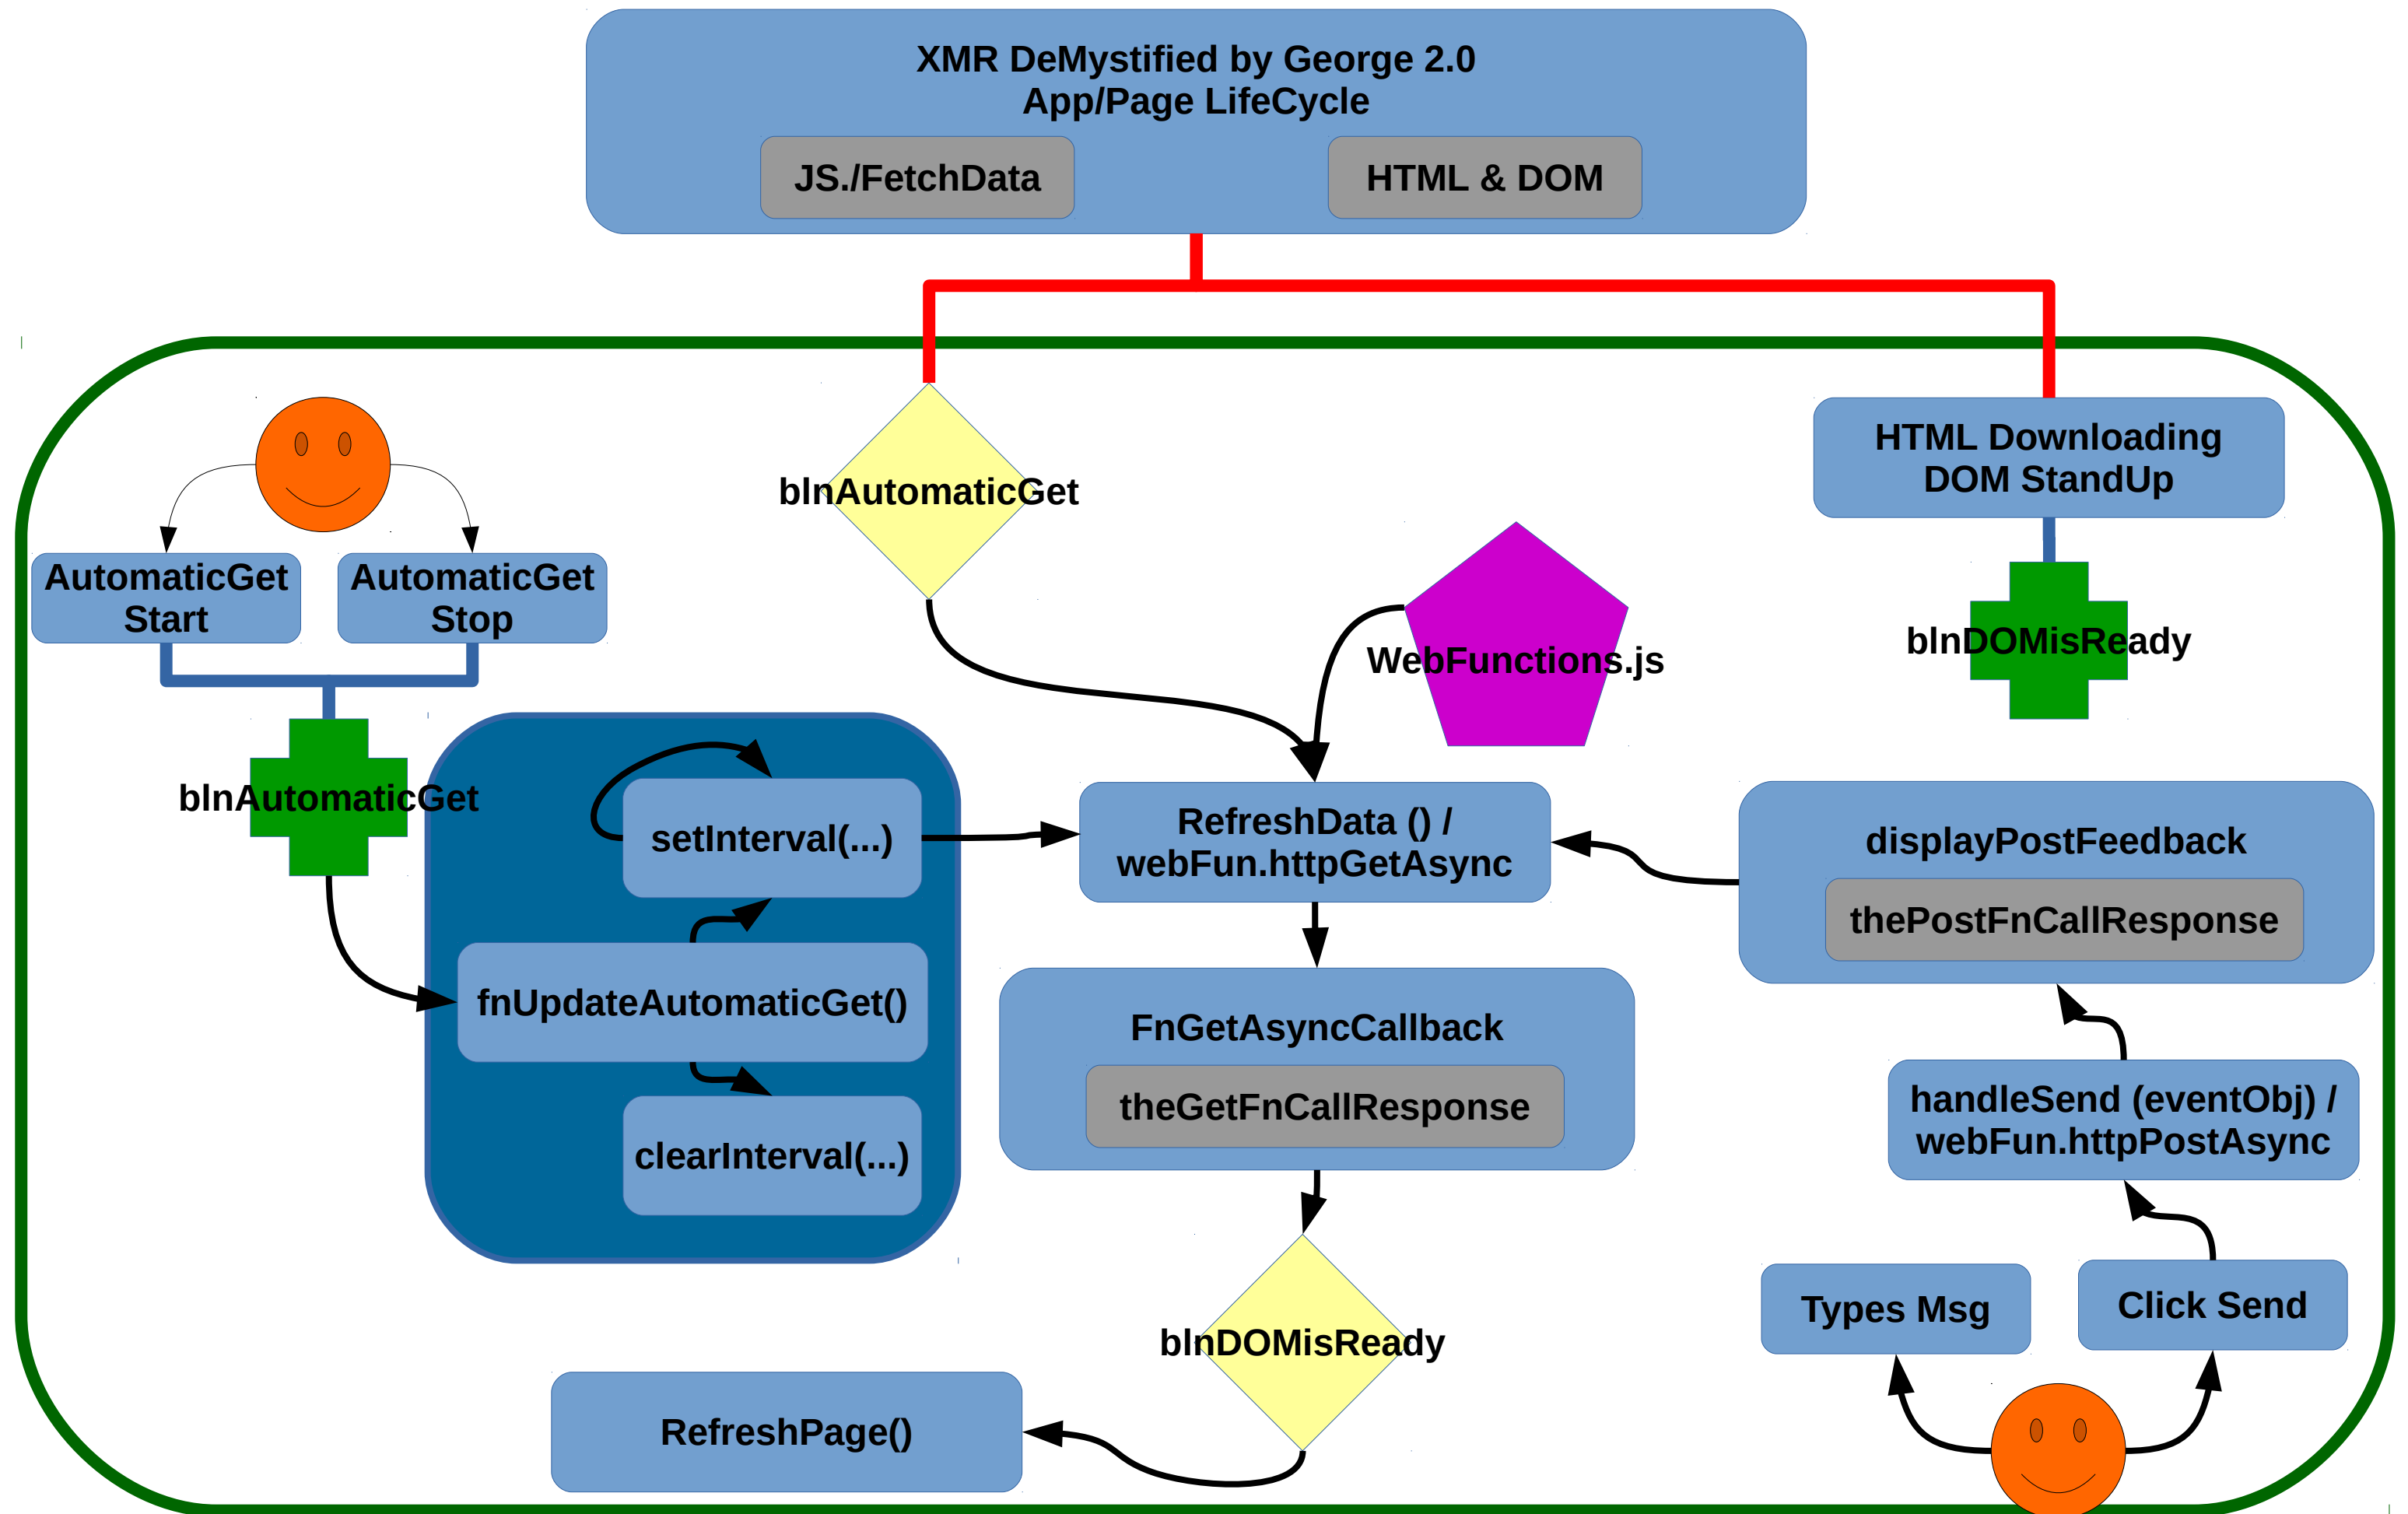 XMR DeMystified by George 2.0
App/Page LifeCycle
JS./FetchData
HTML & DOM
blnAutomaticGet
HTML Downloading
DOM StandUp
AutomaticGet
Start
AutomaticGet
Stop
WebFunctions.js
blnDOMisReady
blnAutomaticGet
setInterval(...)
RefreshData () /
webFun.httpGetAsync
displayPostFeedback
thePostFnCallResponse
fnUpdateAutomaticGet()
FnGetAsyncCallback
theGetFnCallResponse
handleSend (eventObj) /
webFun.httpPostAsync
clearInterval(...)
Types Msg
Click Send
blnDOMisReady
RefreshPage()